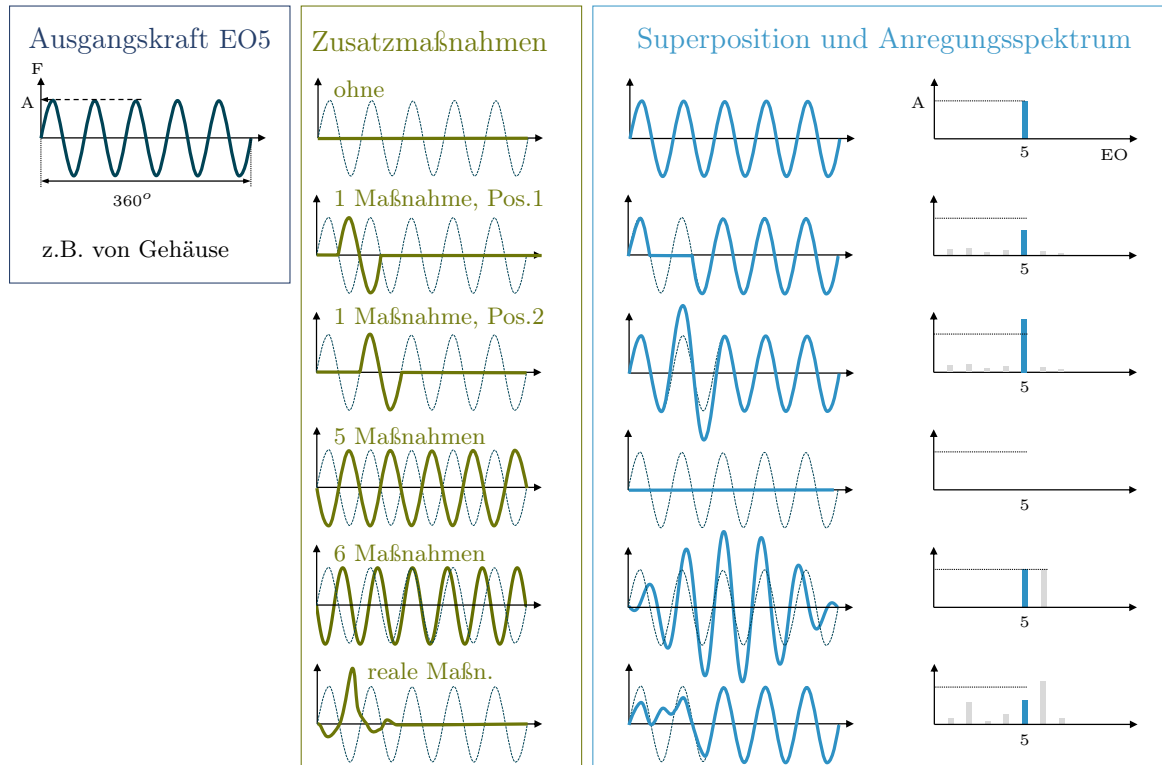 Ausgangskraft EO5
F
A
360°
z.B. von Gehäuse
Zusatzmaßnahmen
ohne
1 Maßnahme, Pos.1
1 Maßnahme, Pos.2
5 Maßnahmen
6 Maßnahmen
reale Maßn.
Superposition und Anregungsspektrum
A
5
EO
5
5
5
5
5